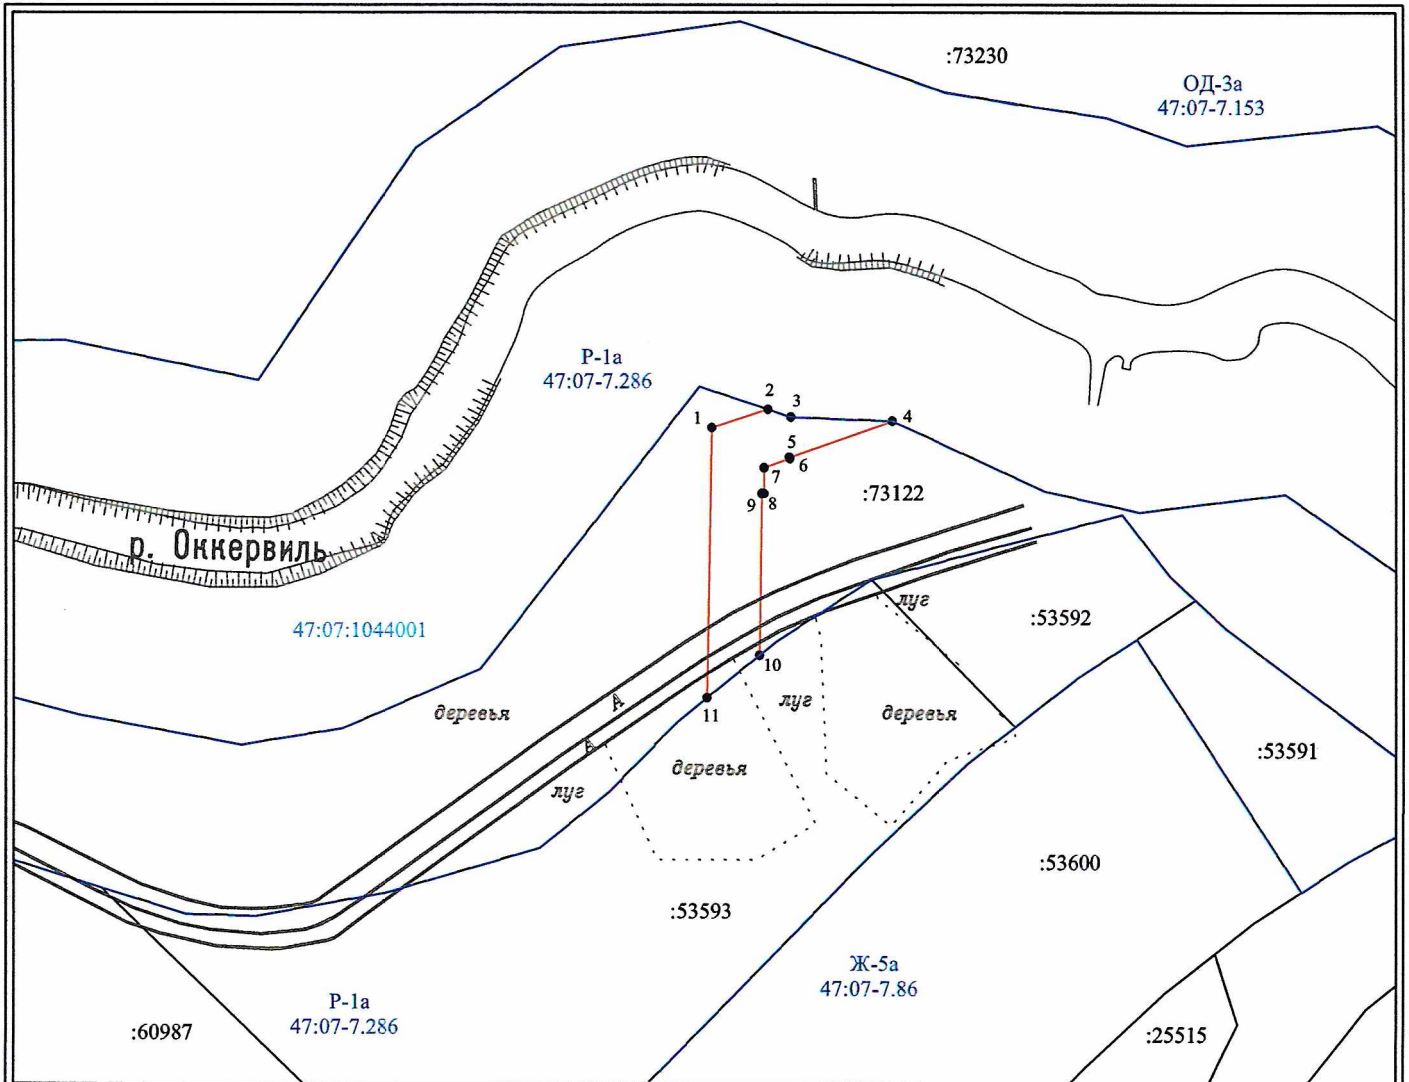 :73230
ОД-3а
47:07-7.153
Р-1а
47:07-7.286
1
2
3
4
5
6
7
8
9
:73122
р. Оккервиль
47:07:1044001
луг
:53592
10
11
деревья
А
А
луг
деревья
:53591
деревья
луг
:53600
:53593
Ж-5а
47:07-7.86
Р-1а
47:07-7.286
:60987
:25515